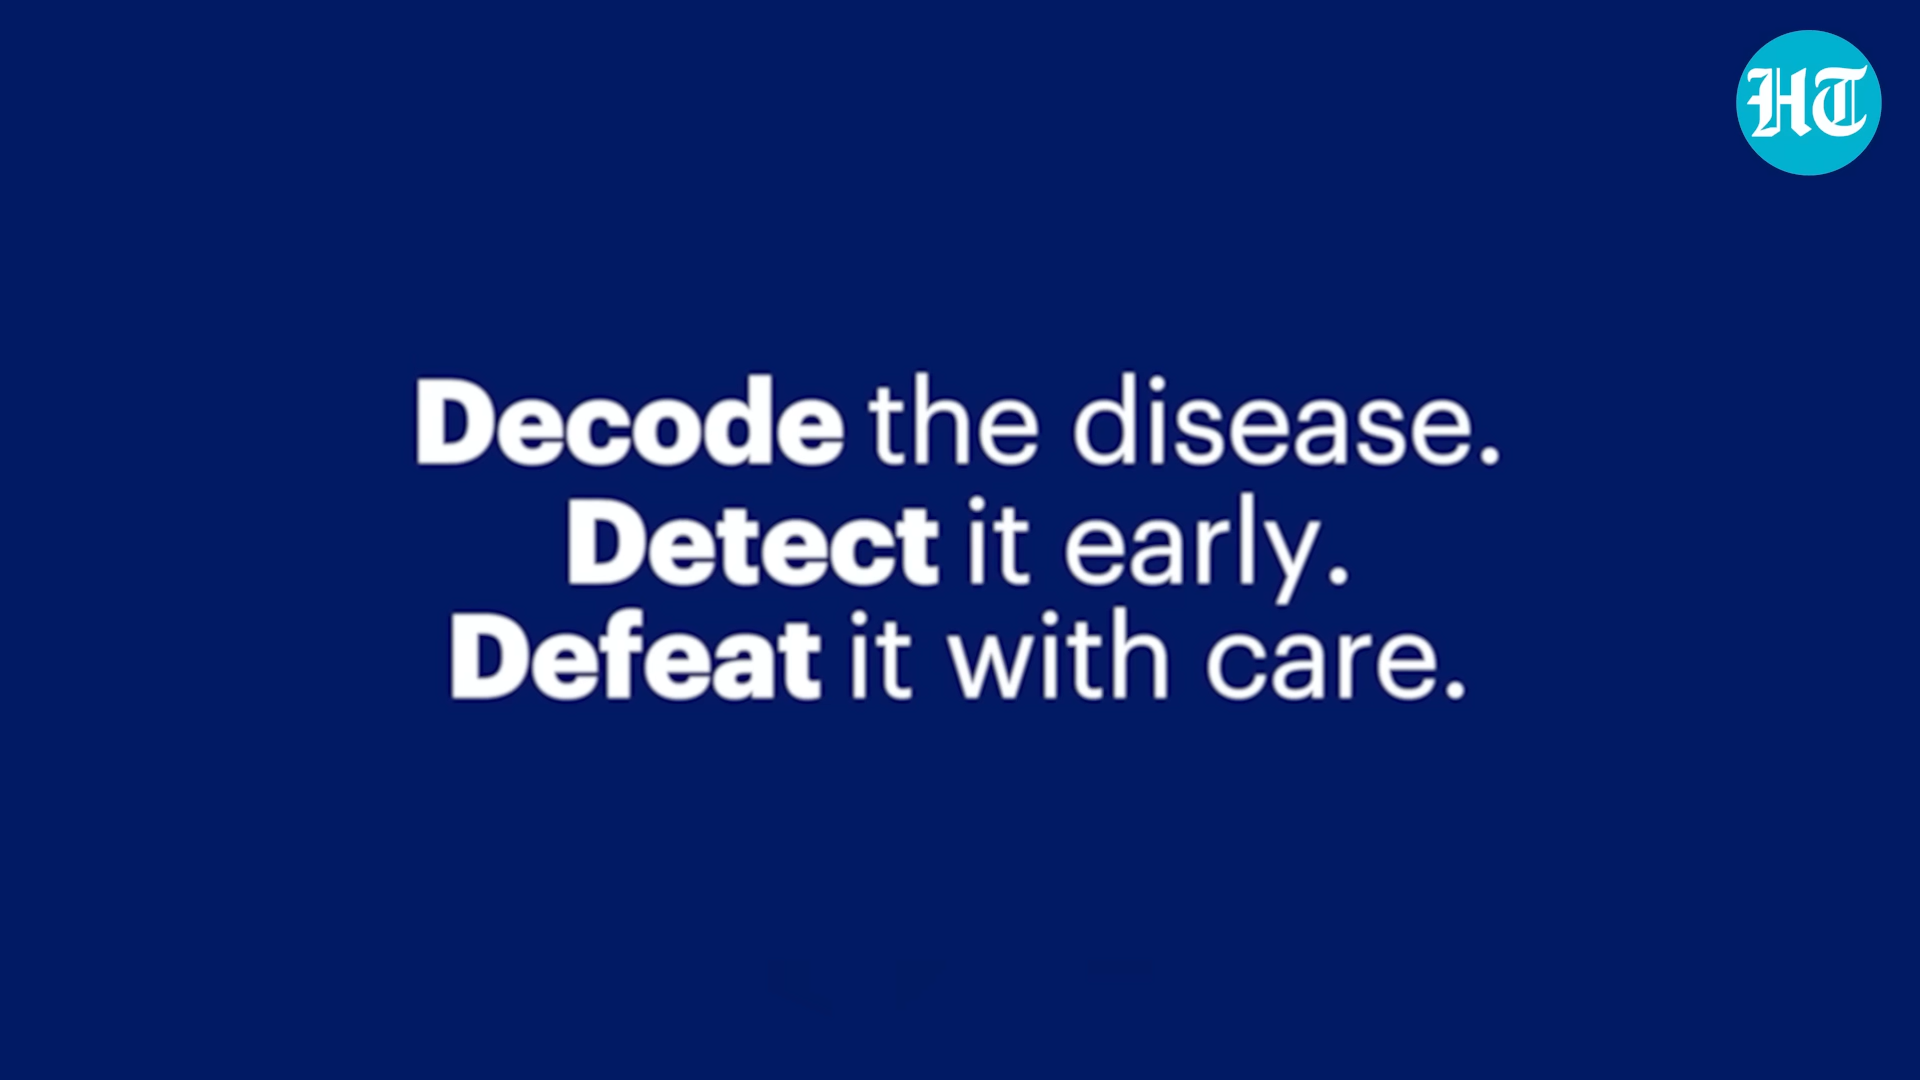 HT
Decode the disease.
Detect it early.
Defeat it with care.